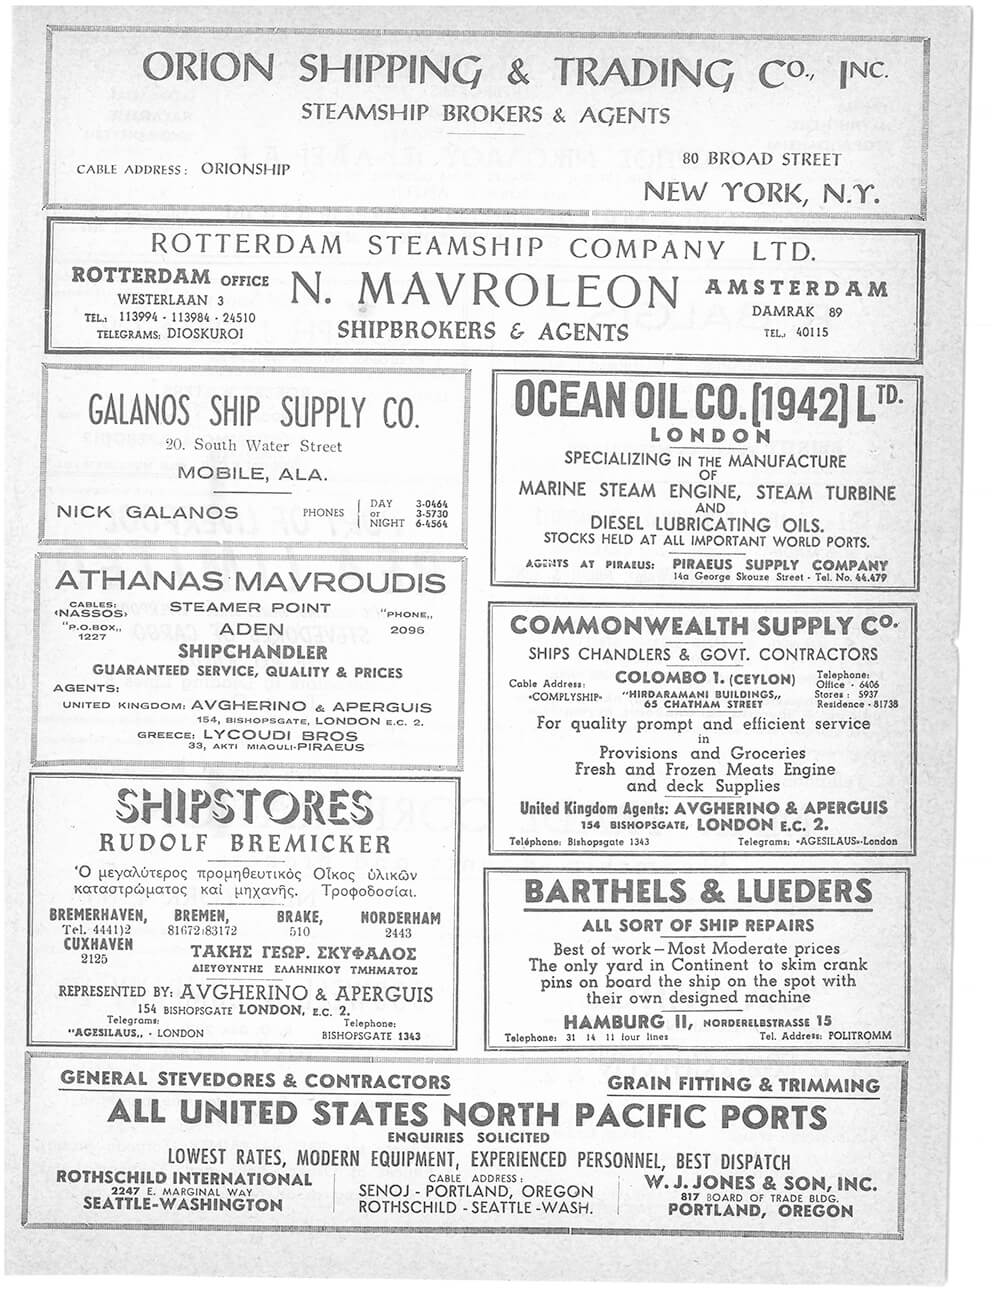 ORION SHIPPING & TRADING CO., INC.
STEAMSHIP BROKERS & AGENTS
CABLE ADDRESS: ORIONSHIP
80 BROAD STREET
NEW YORK, N.Y.
ROTTERDAM STEAMSHIP COMPANY LTD.
ROTTERDAM OFFICE
WESTERLAAN 3
TEL.: 113994 - 113984 - 24510
TELEGRAMS: DIOSKUROI
N. MAVROLEON
SHIPBROKERS & AGENTS
AMSTERDAM
DAMRAK 89
TEL.: 40115
GALANOS SHIP SUPPLY CO.
20. South Water Street
MOBILE, ALA.
NICK GALANOS
PHONES
DAY 3-0464
or 3-5730
NIGHT 6-4564
OCEAN OIL CO. [1942] LTD.
LONDON
SPECIALIZING IN THE MANUFACTURE
OF
MARINE STEAM ENGINE, STEAM TURBINE
AND
DIESEL LUBRICATING OILS.
STOCKS HELD AT ALL IMPORTANT WORLD PORTS.
AGENTS AT PIRAEUS: PIRAEUS SUPPLY COMPANY
14a George Skouze Street - Tel. No. 44.479
ATHANAS MAVROUDIS
CABLES:
‹NASSOS›
"P.O.BOX,,
1227
STEAMER POINT
ADEN
"PHONE,,
2096
SHIPCHANDLER
GUARANTEED SERVICE, QUALITY & PRICES
AGENTS:
UNITED KINGDOM: AVGHERINO & APERGUIS
154, BISHOPSGATE, LONDON E.C. 2.
GREECE: LYCOUDI BROS
33, AKTI MIAOULI-PIRAEUS
COMMONWEALTH SUPPLY CO.
SHIPS CHANDLERS & GOVT. CONTRACTORS
Cable Address:
«COMPLYSHIP»
COLOMBO 1. (CEYLON)
"HIRDARAMANI BUILDINGS,,
65 CHATHAM STREET
Telephone:
Office - 6406
Stores: 5937
Residence - 81738
For quality prompt and efficient service
in
Provisions and Groceries
Fresh and Frozen Meats Engine
and deck Supplies
United Kingdom Agents: AVGHERINO & APERGUIS
154 BISHOPSGATE, LONDON E.C. 2.
Teléphone: Bishopsgate 1343
Telegrams: «AGESILAUS»-London
SHIPSTORES
RUDOLF BREMICKER
Ὁ μεγαλύτερος προμηθευτικός Οἶκος ὑλικῶν
καταστρώματος καί μηχανῆς. Τροφοδοσίαι.
BREMERHAVEN,
Tel. 4441)2
BREMEN,
81672:83172
BRAKE,
510
NORDERHAM
2443
CUXHAVEN
2125
ΤΑΚΗΣ ΓΕΩΡ. ΣΚΥΦΑΛΟΣ
ΔΙΕΥΘΥΝΤΗΣ ΕΛΛΗΝΙΚΟΥ ΤΜΗΜΑΤΟΣ
REPRESENTED BY: AVGHERINO & APERGUIS
154 BISHOPSGATE LONDON, E.C. 2.
Telegrams:
"AGESILAUS,, - LONDON
Telephone:
BISHOPSGATE 1343
BARTHELS & LUEDERS
ALL SORT OF SHIP REPAIRS
Best of work – Most Moderate prices
The only yard in Continent to skim crank
pins on board the ship on the spot with
their own designed machine
HAMBURG II, NORDERELBSTRASSE 15
Telephone: 31 14 11 four lines
Tel. Address: POLITROMM
GENERAL STEVEDORES & CONTRACTORS
GRAIN FITTING & TRIMMING
ALL UNITED STATES NORTH PACIFIC PORTS
ENQUIRIES SOLICITED
LOWEST RATES, MODERN EQUIPMENT, EXPERIENCED PERSONNEL, BEST DISPATCH
ROTHSCHILD INTERNATIONAL
2247 E. MARGINAL WAY
SEATTLE-WASHINGTON
CABLE ADDRESS:
SENOJ - PORTLAND, OREGON
ROTHSCHILD - SEATTLE - WASH.
W. J. JONES & SON, INC.
817 BOARD OF TRADE BLDG.
PORTLAND, OREGON